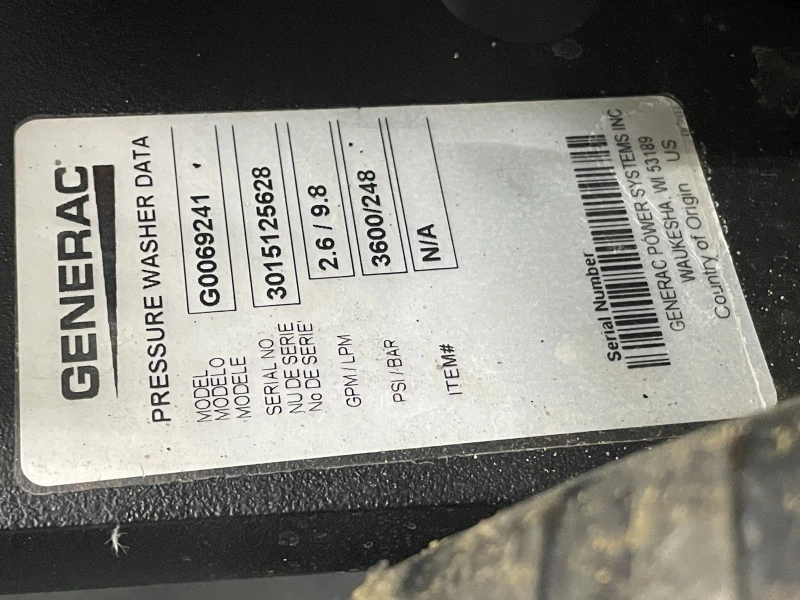 GENERAC
PRESSURE WASHER DATA
MODEL
MODELO
MODELE
G0069241
SERIAL NO.
NU DE SERIE
No DE SERIE
3015125628
GPM / LPM
2.6 / 9.8
PSI / BAR
3600/248
ITEM#
N/A
Serial Number
GENERAC POWER SYSTEMS INC
WAUKESHA, WI 53189
Country of Origin US